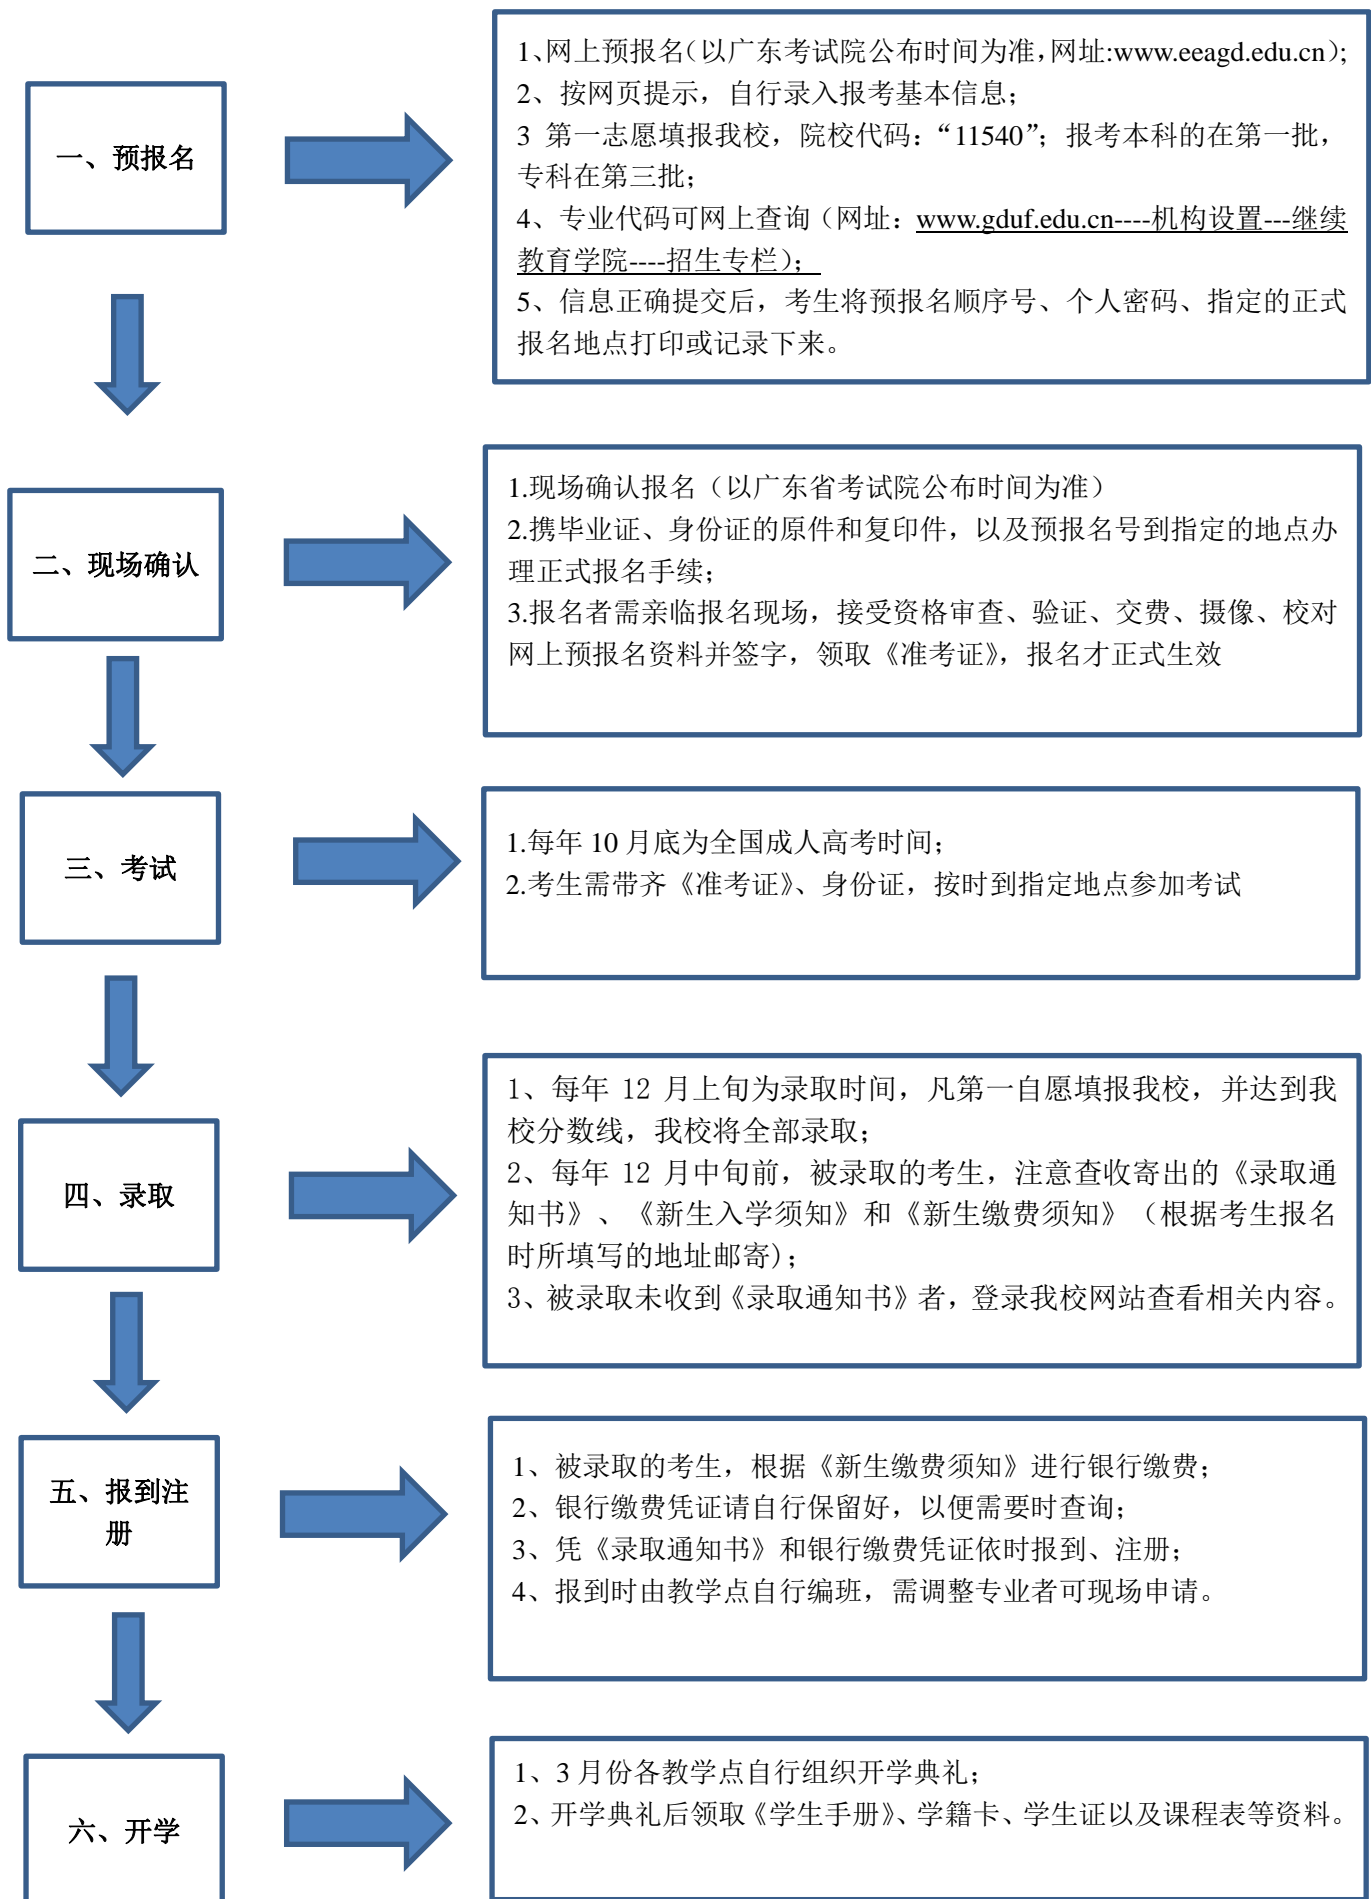 一、预报名
1、网上预报名（以广东考试院公布时间为准，网址:www.eeagd.edu.cn）;
2、按网页提示，自行录入报考基本信息；
3 第一志愿填报我校，院校代码：“11540”；报考本科的在第一批，
专科在第三批；
4、专业代码可网上查询（网址：www.gduf.edu.cn----机构设置---继续
教育学院----招生专栏）；
5、信息正确提交后，考生将预报名顺序号、个人密码、指定的正式
报名地点打印或记录下来。
二、现场确认
1.现场确认报名（以广东省考试院公布时间为准）
2.携毕业证、身份证的原件和复印件，以及预报名号到指定的地点办
理正式报名手续；
3.报名者需亲临报名现场，接受资格审查、验证、交费、摄像、校对
网上预报名资料并签字，领取《准考证》，报名才正式生效
三、考试
1.每年 10 月底为全国成人高考时间；
2.考生需带齐《准考证》、身份证，按时到指定地点参加考试
四、录取
1、每年 12 月上旬为录取时间，凡第一自愿填报我校，并达到我
校分数线，我校将全部录取；
2、每年 12 月中旬前，被录取的考生，注意查收寄出的《录取通
知书》、《新生入学须知》和《新生缴费须知》（根据考生报名
时所填写的地址邮寄）；
3、被录取未收到《录取通知书》者，登录我校网站查看相关内容。
五、报到注
册
1、被录取的考生，根据《新生缴费须知》进行银行缴费；
2、银行缴费凭证请自行保留好，以便需要时查询；
3、凭《录取通知书》和银行缴费凭证依时报到、注册；
4、报到时由教学点自行编班，需调整专业者可现场申请。
六、开学
1、3 月份各教学点自行组织开学典礼；
2、开学典礼后领取《学生手册》、学籍卡、学生证以及课程表等资料。